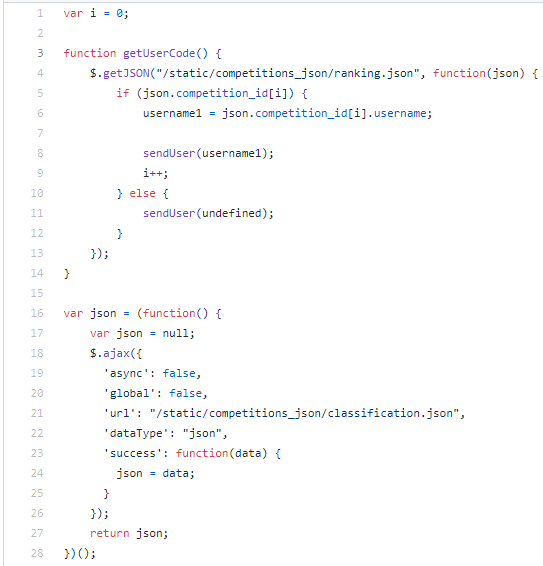 1 var i = 0;
2
3 function getUserCode() {
4     $.getJSON("/static/competitions_json/ranking.json", function(json) {
5         if (json.competition_id[i]) {
6             username1 = json.competition_id[i].username;
7
8             sendUser(username1);
9             i++;
10         } else {
11             sendUser(undefined);
12         }
13     });
14 }
15
16 var json = (function() {
17     var json = null;
18     $.ajax({
19       'async': false,
20       'global': false,
21       'url': "/static/competitions_json/classification.json",
22       'dataType': "json",
23       'success': function(data) {
24         json = data;
25       }
26     });
27     return json;
28 })();